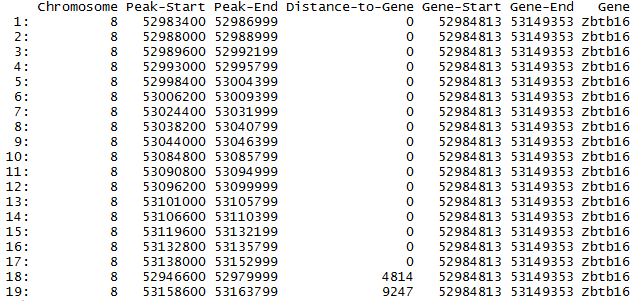 Chromosome Peak-Start Peak-End Distance-to-Gene Gene-Start Gene-End Gene
1: 8 52983400 52986999 0 52984813 53149353 Zbtb16
2: 8 52988000 52988999 0 52984813 53149353 Zbtb16
3: 8 52989600 52992199 0 52984813 53149353 Zbtb16
4: 8 52993000 52995799 0 52984813 53149353 Zbtb16
5: 8 52998400 53004399 0 52984813 53149353 Zbtb16
6: 8 53006200 53009399 0 52984813 53149353 Zbtb16
7: 8 53024400 53031999 0 52984813 53149353 Zbtb16
8: 8 53038200 53040799 0 52984813 53149353 Zbtb16
9: 8 53044000 53046399 0 52984813 53149353 Zbtb16
10: 8 53084800 53085799 0 52984813 53149353 Zbtb16
11: 8 53090800 53094999 0 52984813 53149353 Zbtb16
12: 8 53096200 53099999 0 52984813 53149353 Zbtb16
13: 8 53101000 53105799 0 52984813 53149353 Zbtb16
14: 8 53106600 53110399 0 52984813 53149353 Zbtb16
15: 8 53119600 53132199 0 52984813 53149353 Zbtb16
16: 8 53132800 53135799 0 52984813 53149353 Zbtb16
17: 8 53138000 53152999 0 52984813 53149353 Zbtb16
18: 8 52946600 52979999 4814 52984813 53149353 Zbtb16
19: 8 53158600 53163799 9247 52984813 53149353 Zbtb16